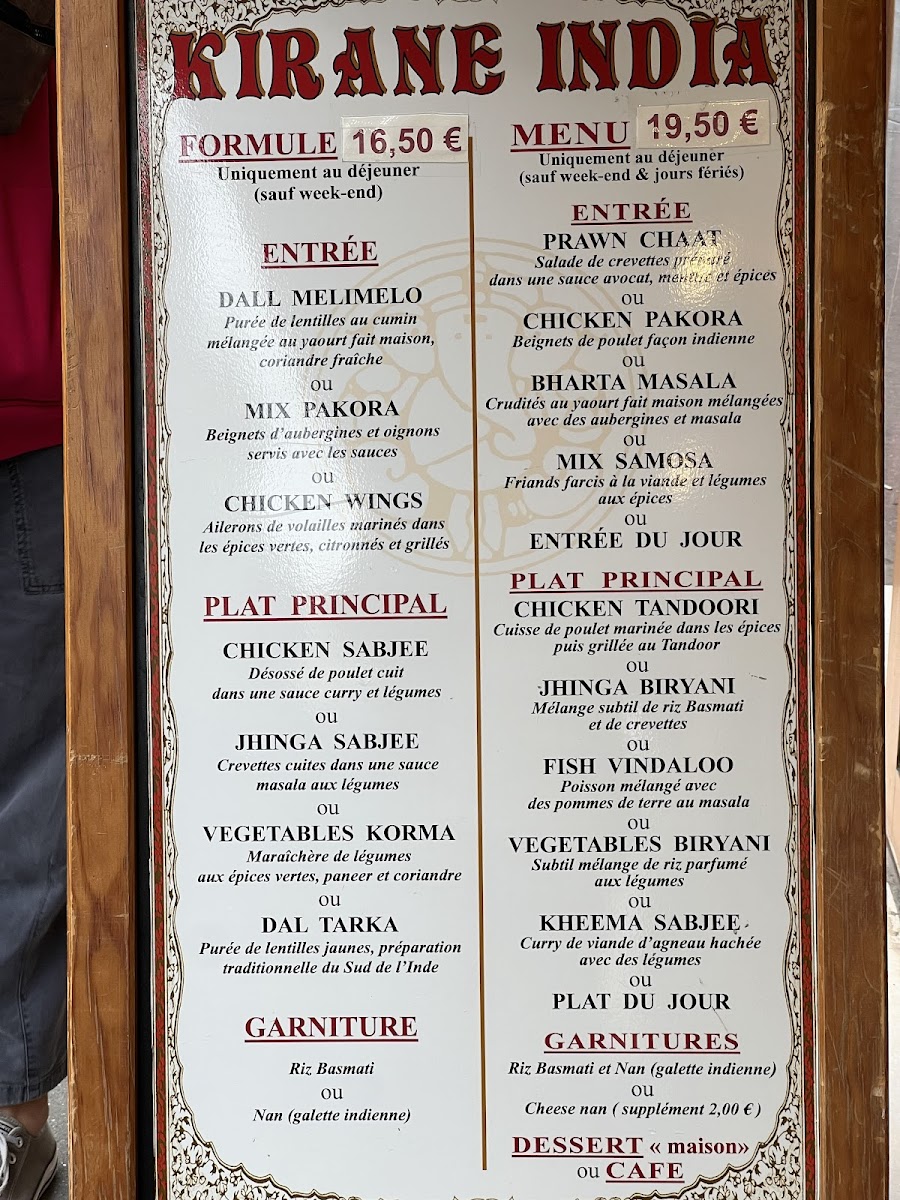 KIRANE INDIA
FORMULE 16,50 €
Uniquement au déjeuner
(sauf week-end)
ENTRÉE
DALL MELIMELO
Purée de lentilles au cumin
mélangée au yaourt fait maison,
coriandre fraîche
ou
MIX PAKORA
Beignets d'aubergines et oignons
servis avec les sauces
ou
CHICKEN WINGS
Ailerons de volailles marinés dans
les épices vertes, citronnés et grillés
PLAT PRINCIPAL
CHICKEN SABJEE
Désossé de poulet cuit
dans une sauce curry et légumes
ou
JHINGA SABJEE
Crevettes cuites dans une sauce
masala aux légumes
ou
VEGETABLES KORMA
Maraîchère de légumes
aux épices vertes, paneer et coriandre
ou
DAL TARKA
Purée de lentilles jaunes, préparation
traditionnelle du Sud de l'Inde
GARNITURE
Riz Basmati
ou
Nan (galette indienne)
MENU 19,50 €
Uniquement au déjeuner
(sauf week-end & jours fériés)
ENTRÉE
PRAWN CHAAT
Salade de crevettes préparé
dans une sauce avocat, menthe et épices
ou
CHICKEN PAKORA
Beignets de poulet façon indienne
ou
BHARTA MASALA
Crudités au yaourt fait maison mélangées
avec des aubergines et masala
ou
MIX SAMOSA
Friands farcis à la viande et légumes
aux épices
ou
ENTRÉE DU JOUR
PLAT PRINCIPAL
CHICKEN TANDOORI
Cuisse de poulet marinée dans les épices
puis grillée au Tandoor
ou
JHINGA BIRYANI
Mélange subtil de riz Basmati
et de crevettes
ou
FISH VINDALOO
Poisson mélangé avec
des pommes de terre au masala
ou
VEGETABLES BIRYANI
Subtil mélange de riz parfumé
aux légumes
ou
KHEEMA SABJEE
Curry de viande d'agneau hachée
avec des légumes
ou
PLAT DU JOUR
GARNITURES
Riz Basmati et Nan (galette indienne)
ou
Cheese nan ( supplément 2,00 € )
DESSERT « maison»
ou CAFE